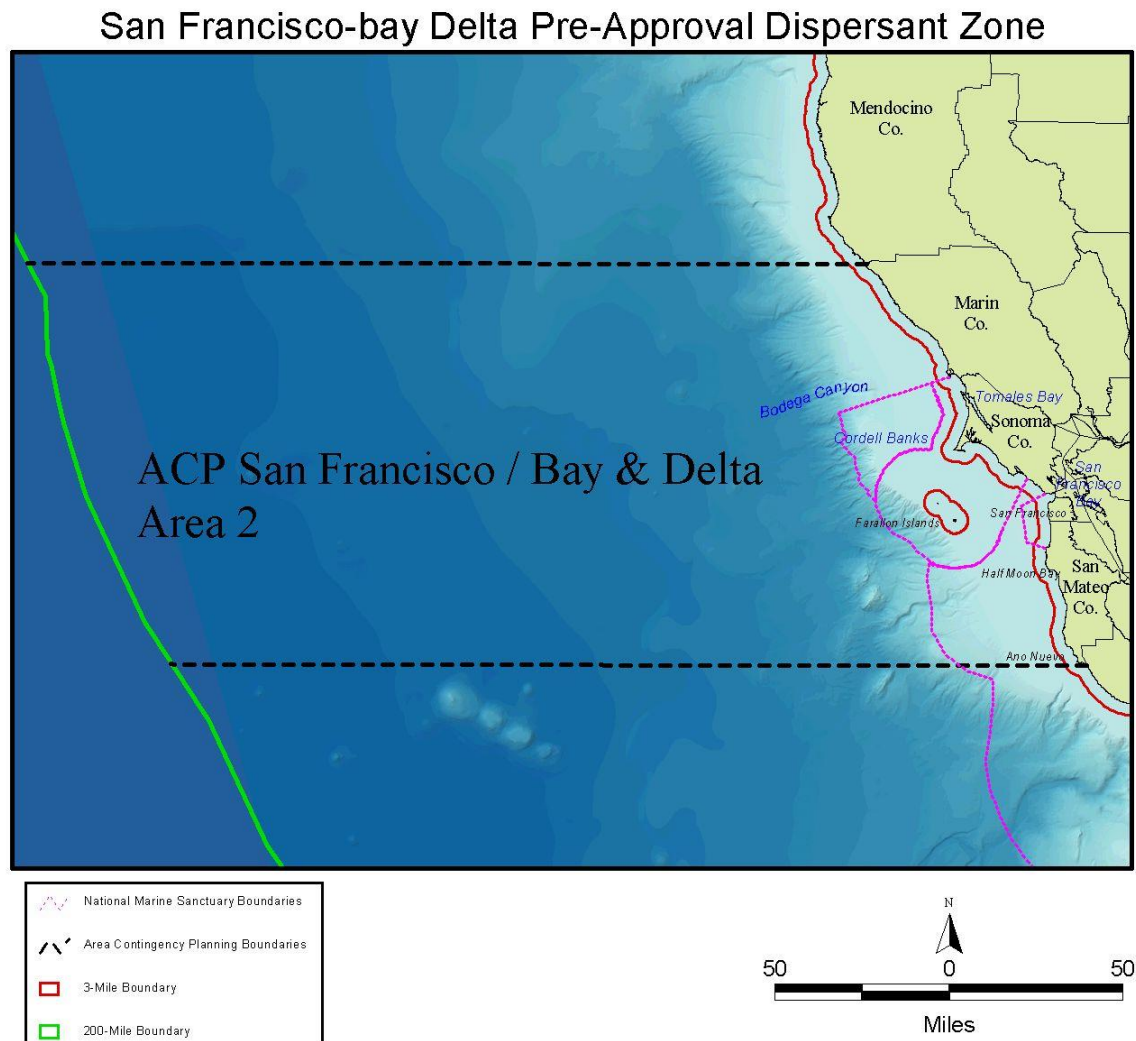 San Francisco-bay Delta Pre-Approval Dispersant Zone
Mendocino
Co.
Marin
Co.
Bodega Canyon
Tomales Bay
Sonoma
Co.
Cordell Banks
ACP San Francisco / Bay & Delta
Area 2
San
Francisco
Bay
San Francisco
Farallon Islands
Half Moon Bay
San
Mateo
Co.
Ano Nuevo
National Marine Sanctuary Boundaries
Area Contingency Planning Boundaries
3-Mile Boundary
200-Mile Boundary
N
50 0 50
Miles